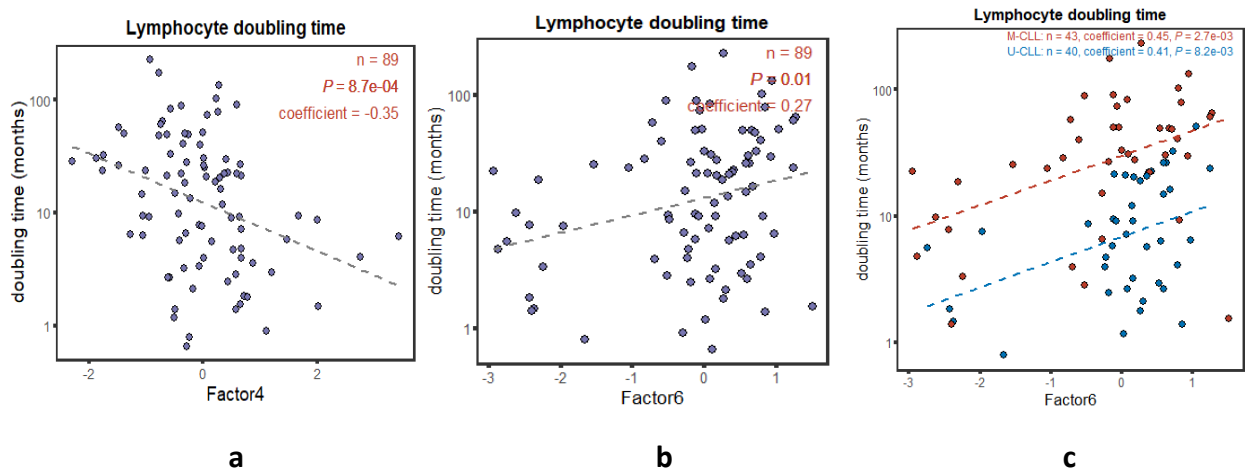 Lymphocyte doubling time
n = 89
P = 8.7e-04
coefficient = -0.35
doubling time (months)
100
10
1
-2
0
2
Factor4
a
Lymphocyte doubling time
n = 89
P = 0.01
coefficient = 0.27
doubling time (months)
100
10
1
-3
-2
-1
0
1
Factor6
b
Lymphocyte doubling time
M-CLL: n = 43, coefficient = 0.45, P = 2.7e-03
U-CLL: n = 40, coefficient = 0.41, P = 8.2e-03
doubling time (months)
100
10
1
-3
-2
-1
0
1
Factor6
c